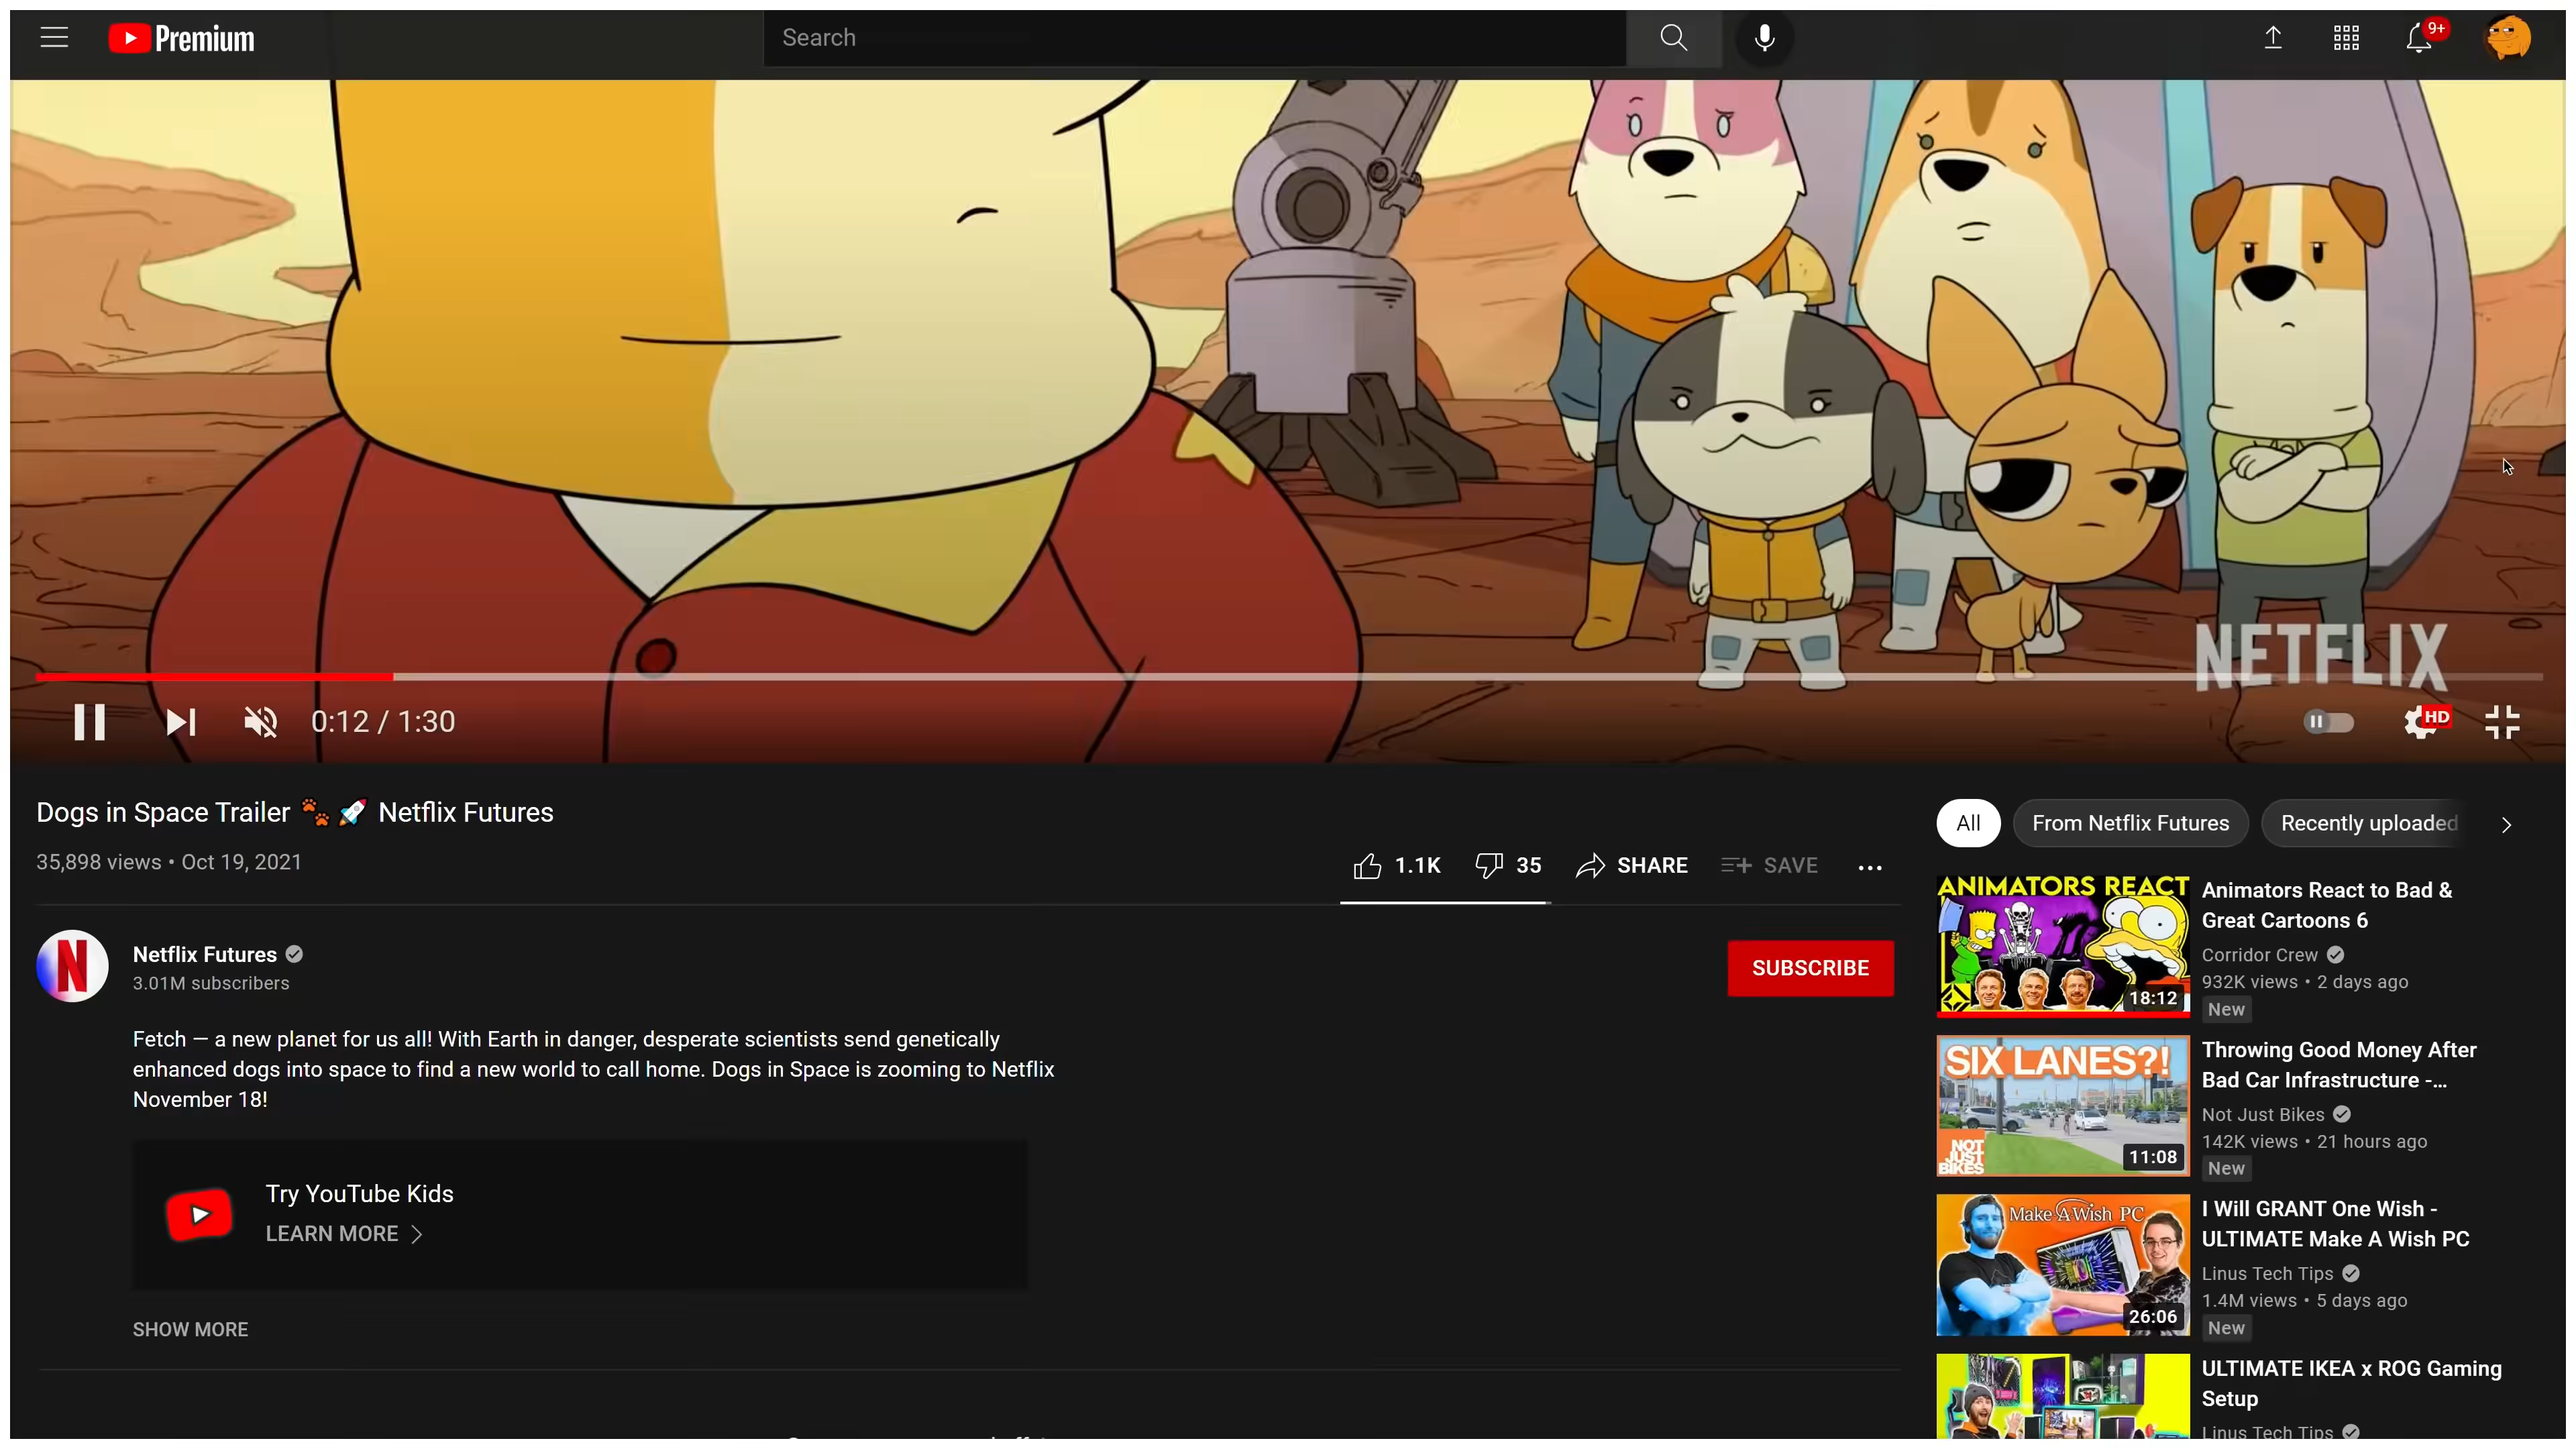 Premium
Search
9+
NETFLIX
0:12 / 1:30
HD
Dogs in Space Trailer 🐾🚀 Netflix Futures
35,898 views • Oct 19, 2021
1.1K
35
SHARE
SAVE
N
Netflix Futures
3.01M subscribers
SUBSCRIBE
Fetch — a new planet for us all! With Earth in danger, desperate scientists send genetically
enhanced dogs into space to find a new world to call home. Dogs in Space is zooming to Netflix
November 18!
Try YouTube Kids
LEARN MORE
SHOW MORE
All
From Netflix Futures
Recently uploaded
ANIMATORS REACT
18:12
Animators React to Bad &
Great Cartoons 6
Corridor Crew
932K views • 2 days ago
New
SIX LANES?!
NOT
JUST
BIKES
11:08
Throwing Good Money After
Bad Car Infrastructure -...
Not Just Bikes
142K views • 21 hours ago
New
Make-A-Wish PC
26:06
I Will GRANT One Wish -
ULTIMATE Make A Wish PC
Linus Tech Tips
1.4M views • 5 days ago
New
ULTIMATE IKEA x ROG Gaming
Setup
Linus Tech Tips